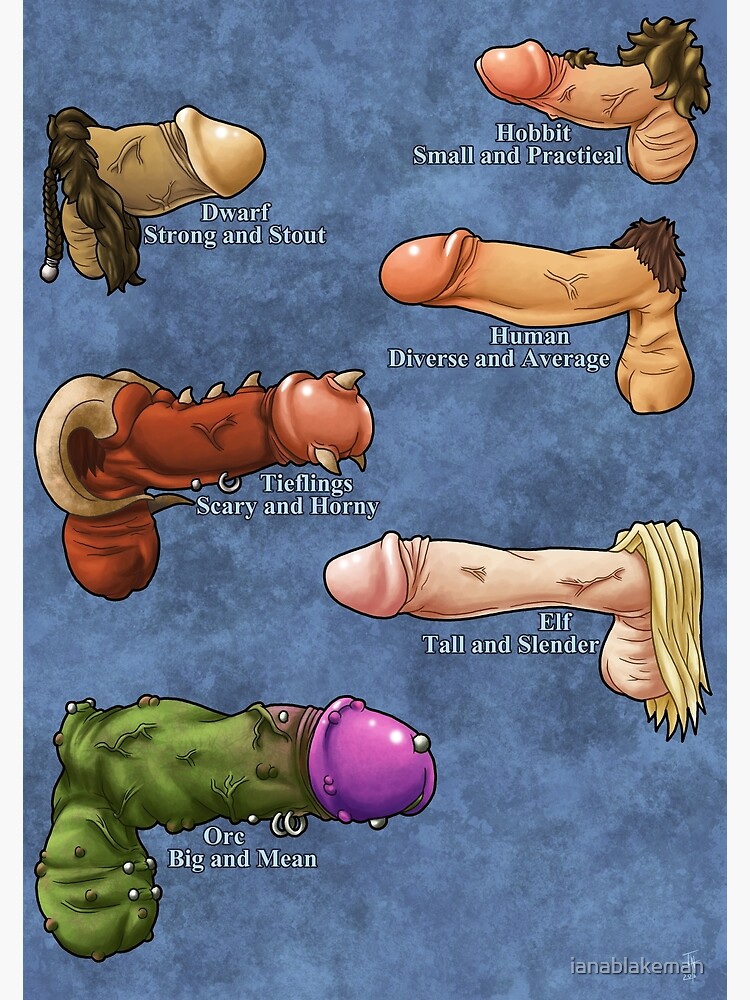 Hobbit
Small and Practical
Dwarf
Strong and Stout
Human
Diverse and Average
Tieflings
Scary and Horny
Elf
Tall and Slender
Orc
Big and Mean
ianablakeman